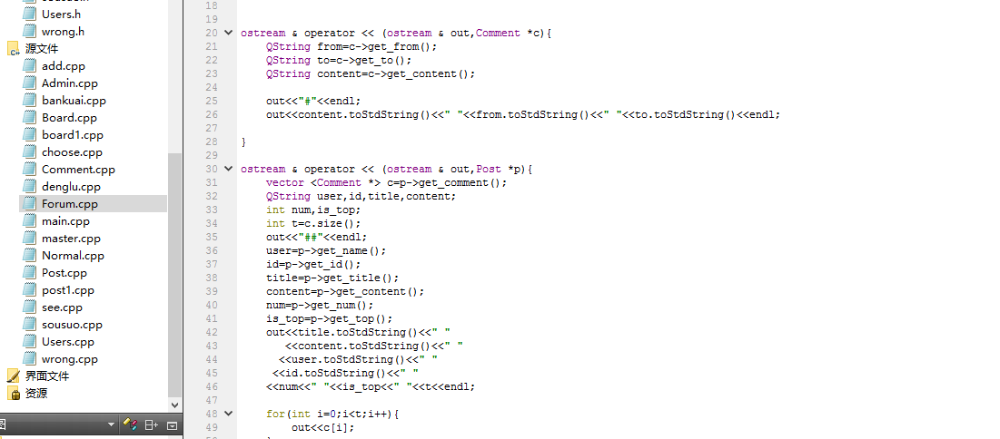 Users.h
wrong.h
源文件
add.cpp
Admin.cpp
bankuai.cpp
Board.cpp
board1.cpp
choose.cpp
Comment.cpp
denglu.cpp
Forum.cpp
main.cpp
master.cpp
Normal.cpp
Post.cpp
post1.cpp
see.cpp
sousuo.cpp
Users.cpp
wrong.cpp
界面文件
资源
18
19
20 ostream & operator << (ostream & out,Comment *c){
21 QString from=c->get_from();
22 QString to=c->get_to();
23 QString content=c->get_content();
24
25 out<<"#"<<endl;
26 out<<content.toStdString()<<" "<<from.toStdString()<<" "<<to.toStdString()<<endl;
27
28 }
29
30 ostream & operator << (ostream & out,Post *p){
31 vector <Comment *> c=p->get_comment();
32 QString user,id,title,content;
33 int num,is_top;
34 int t=c.size();
35 out<<"##"<<endl;
36 user=p->get_name();
37 id=p->get_id();
38 title=p->get_title();
39 content=p->get_content();
40 num=p->get_num();
41 is_top=p->get_top();
42 out<<title.toStdString()<<" "
43 <<content.toStdString()<<" "
44 <<user.toStdString()<<" "
45 <<id.toStdString()<<" "
46 <<num<<" "<<is_top<<" "<<t<<endl;
47
48 for(int i=0;i<t;i++){
49 out<<c[i];